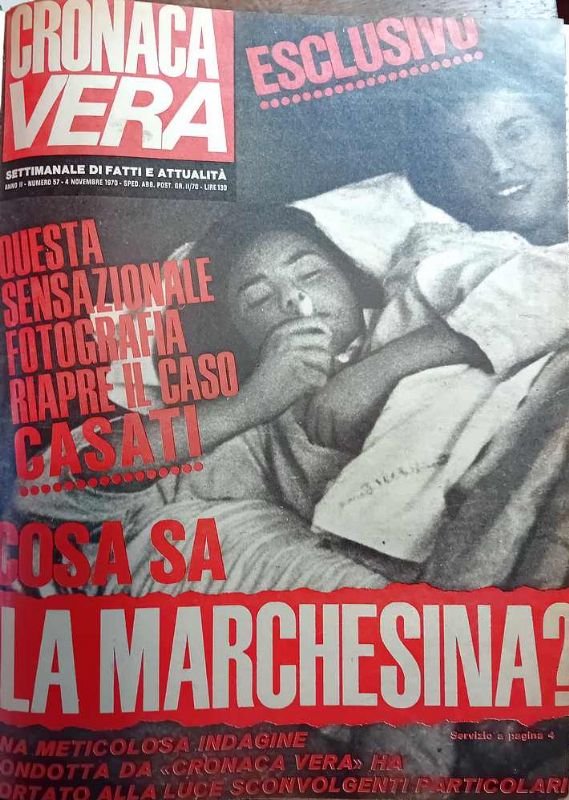 CRONACA
VERA
SETTIMANALE DI FATTI E ATTUALITÀ
ANNO II - NUMERO 57 - 4 NOVEMBRE 1970 - SPED. ABB. POST. GR. II/70 - LIRE 130
ESCLUSIVO
QUESTA
SENSAZIONALE
FOTOGRAFIA
RIAPRE IL CASO
CASATI
COSA SA
LA MARCHESINA?
Servizio a pagina 4
NA METICOLOSA INDAGINE
ONDOTTA DA «CRONACA VERA» HA
ORTATO ALLA LUCE SCONVOLGENTI PARTICOLARI